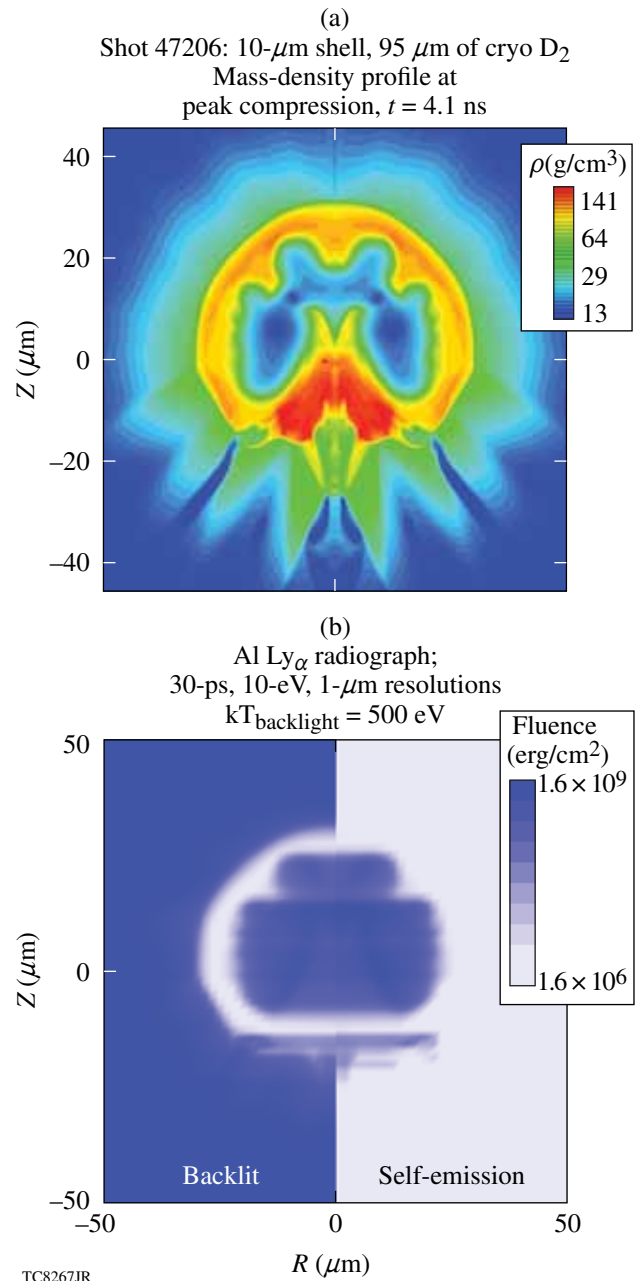 (a)
Shot 47206: 10-μm shell, 95 μm of cryo D₂
Mass-density profile at
peak compression, t = 4.1 ns
ρ(g/cm³)
141
64
29
13
40
20
0
–20
–40
Z (μm)
(b)
Al Ly_α radiograph;
30-ps, 10-eV, 1-μm resolutions
kT_backlight = 500 eV
Fluence
(erg/cm²)
1.6 × 10⁹
1.6 × 10⁶
50
0
–50
Z (μm)
Backlit
Self-emission
–50
0
50
R (μm)
TC8267JR